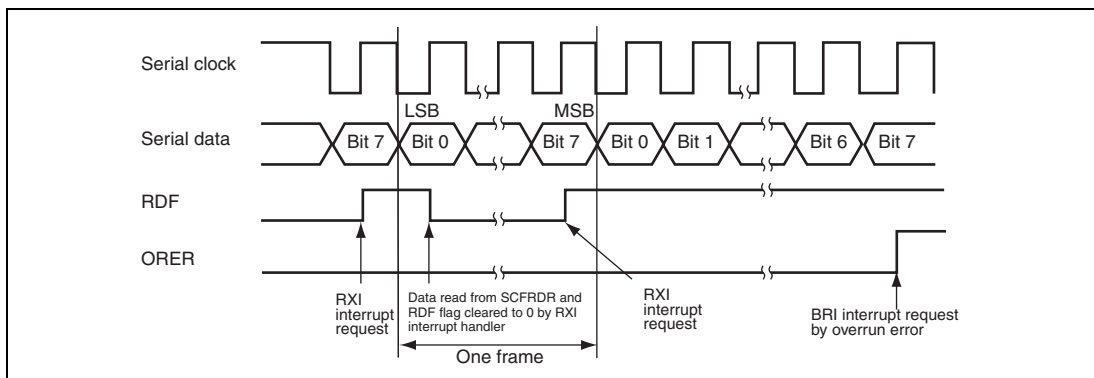 Serial clock
LSB
MSB
Serial data
Bit 7
Bit 0
Bit 7
Bit 0
Bit 1
Bit 6
Bit 7
RDF
ORER
RXI
interrupt
request
Data read from SCFRDR and
RDF flag cleared to 0 by RXI
interrupt handler
RXI
interrupt
request
BRI interrupt request
by overrun error
One frame